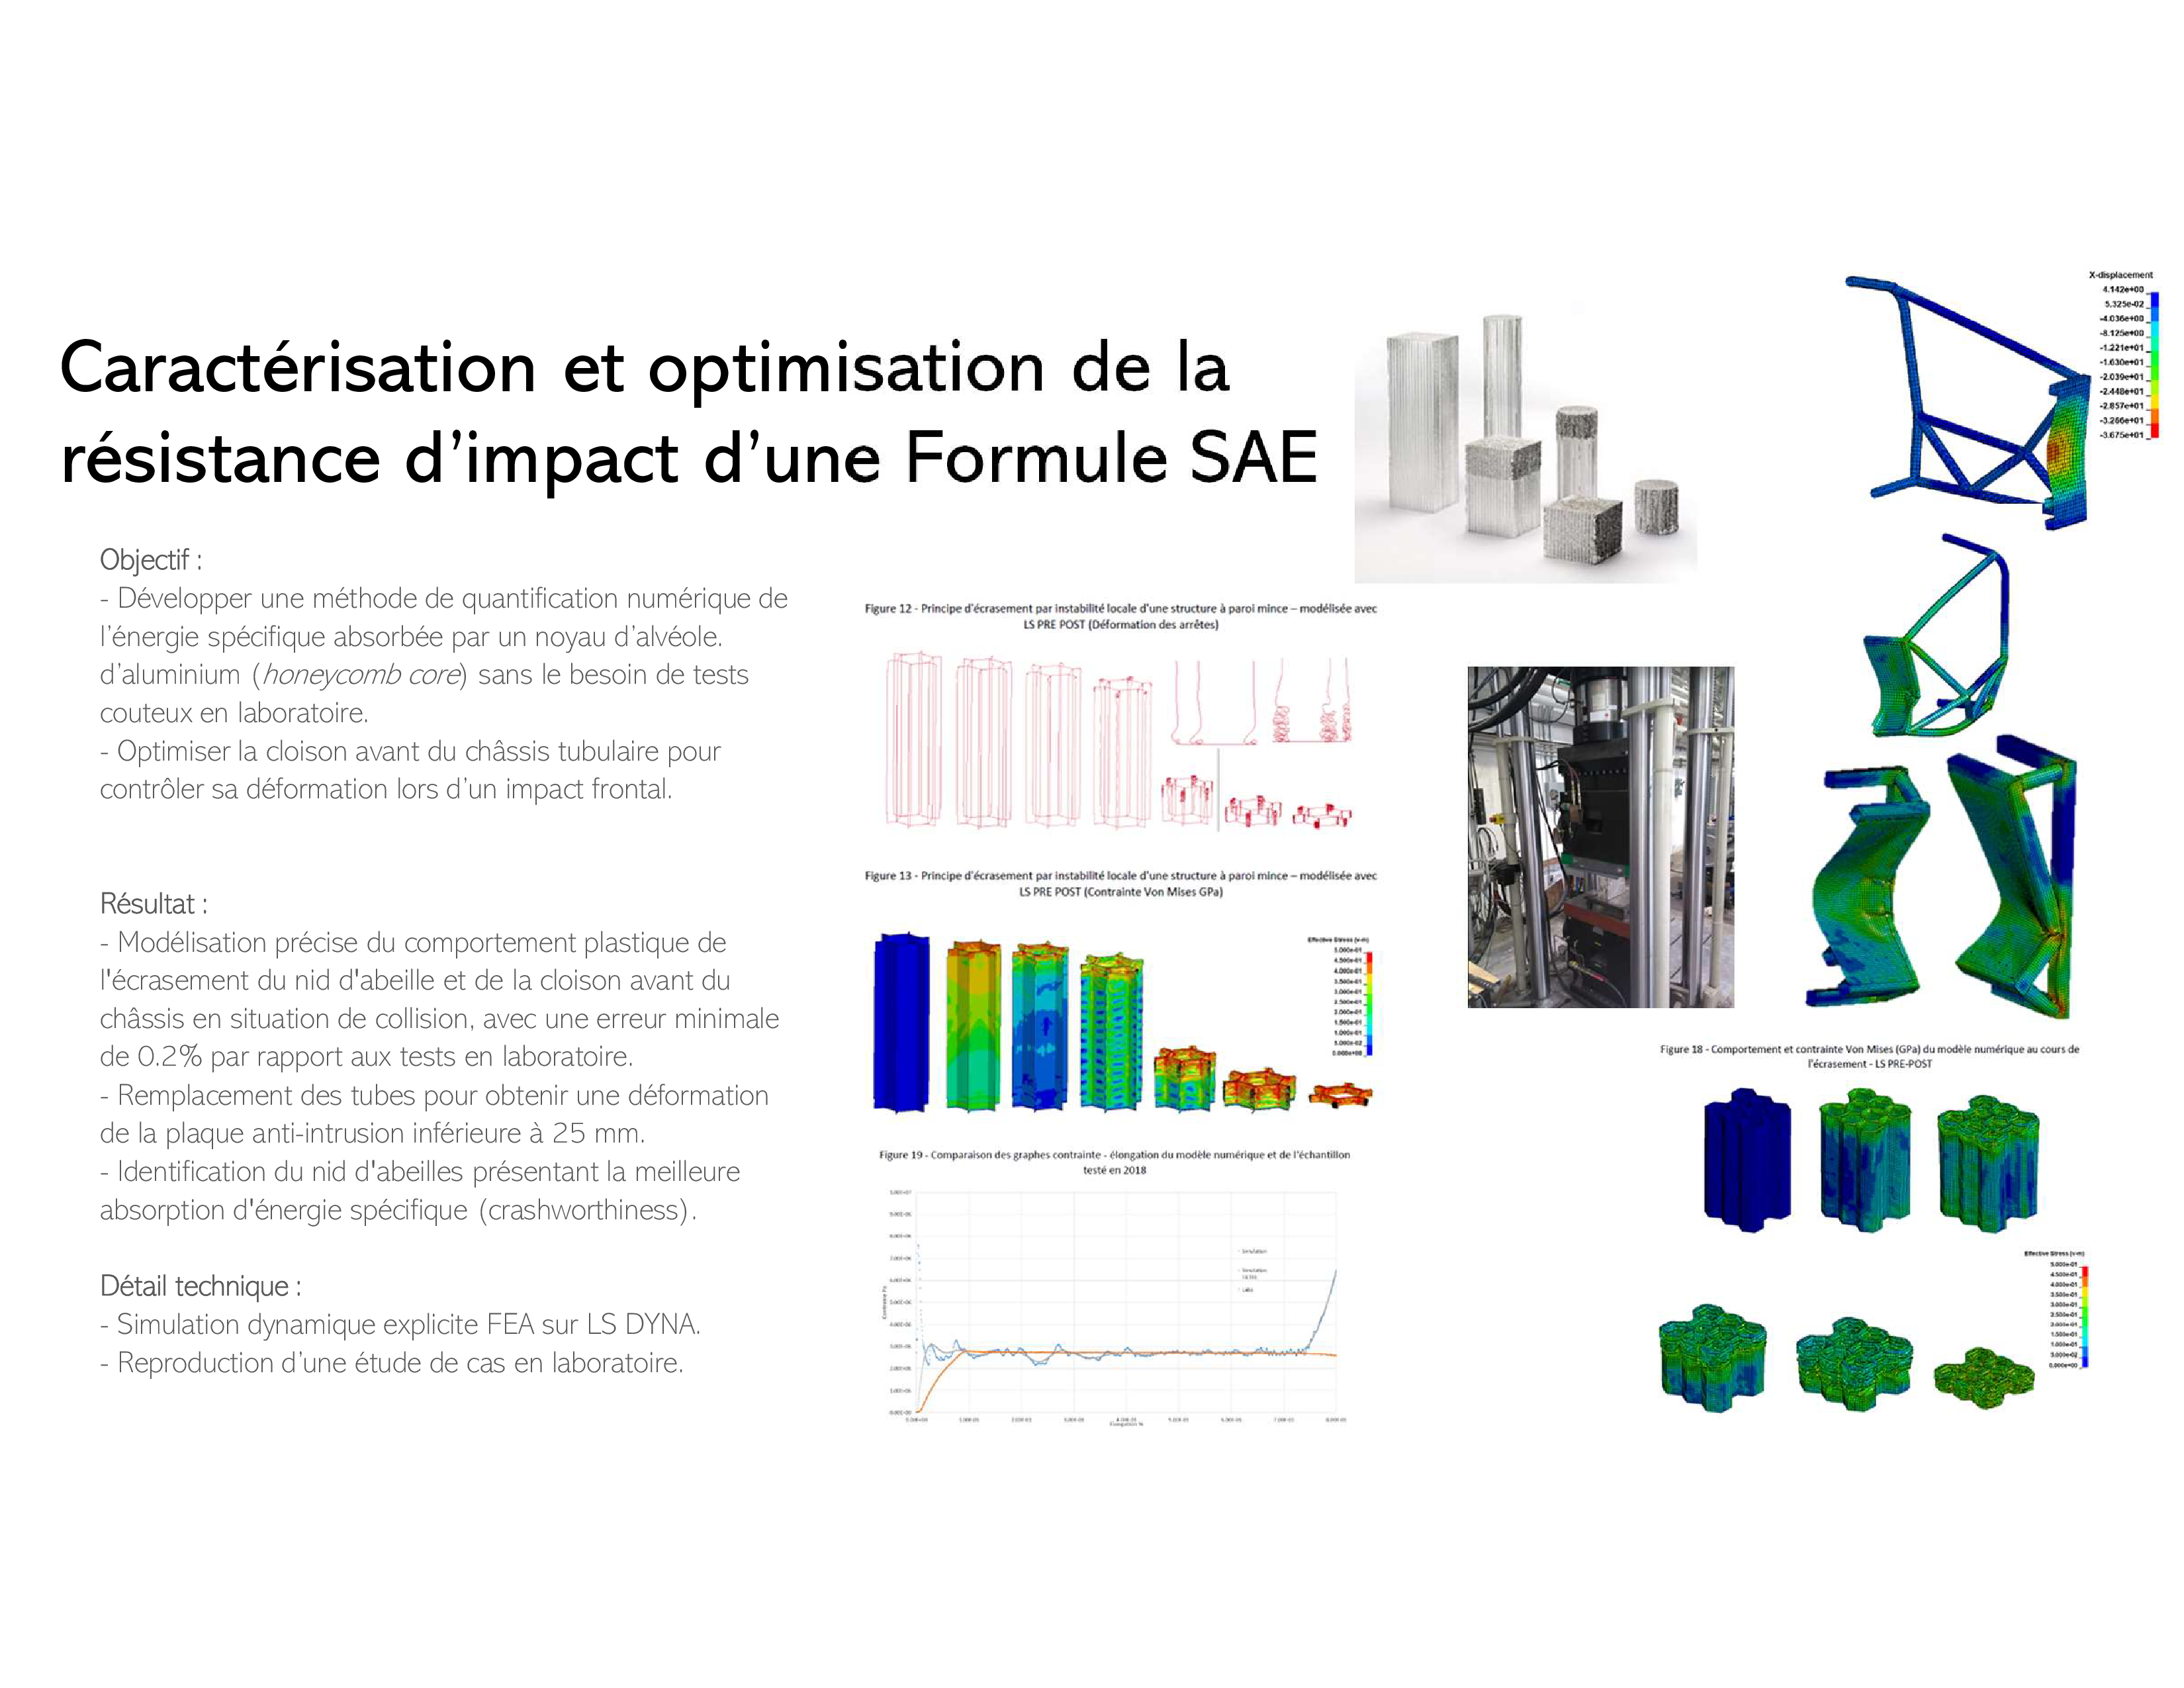 Caractérisation et optimisation de la
résistance d’impact d’une Formule SAE
Objectif :
- Développer une méthode de quantification numérique de
l’énergie spécifique absorbée par un noyau d’alvéole.
d’aluminium (honeycomb core) sans le besoin de tests
couteux en laboratoire.
- Optimiser la cloison avant du châssis tubulaire pour
contrôler sa déformation lors d’un impact frontal.
Résultat :
- Modélisation précise du comportement plastique de
l'écrasement du nid d'abeille et de la cloison avant du
châssis en situation de collision, avec une erreur minimale
de 0.2% par rapport aux tests en laboratoire.
- Remplacement des tubes pour obtenir une déformation
de la plaque anti-intrusion inférieure à 25 mm.
- Identification du nid d'abeilles présentant la meilleure
absorption d'énergie spécifique (crashworthiness).
Détail technique :
- Simulation dynamique explicite FEA sur LS DYNA.
- Reproduction d’une étude de cas en laboratoire.
Figure 12 - Principe d'écrasement par instabilité locale d'une structure à paroi mince – modélisée avec
LS PRE POST (Déformation des arrêtes)
Figure 13 - Principe d'écrasement par instabilité locale d'une structure à paroi mince – modélisée avec
LS PRE POST (Contrainte Von Mises GPa)
Effective Stress (v-m)
5.000e-01
4.500e-01
4.000e-01
3.500e-01
3.000e-01
2.500e-01
2.000e-01
1.500e-01
1.000e-01
5.000e-02
0.000e+00
Figure 19 - Comparaison des graphes contrainte - élongation du modèle numérique et de l'échantillon
testé en 2018
X-displacement
4.142e+00
5.325e-02
-4.036e+00
-8.125e+00
-1.221e+01
-1.630e+01
-2.039e+01
-2.448e+01
-2.857e+01
-3.266e+01
-3.675e+01
Figure 18 - Comportement et contrainte Von Mises (GPa) du modèle numérique au cours de
l'écrasement - LS PRE-POST
Effective Stress (v-m)
5.000e-01
4.500e-01
4.000e-01
3.500e-01
3.000e-01
2.500e-01
2.000e-01
1.500e-01
1.000e-01
5.000e-02
0.000e+00